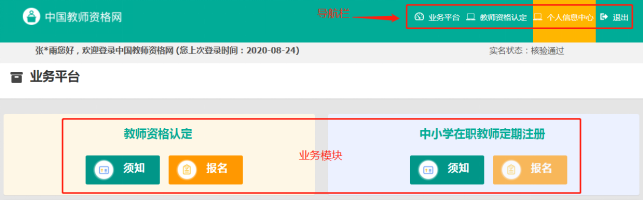 中国教师资格网 导航栏 业务平台 教师资格认定 个人信息中心 退出
张*雨您好，欢迎登录中国教师资格网 (您上次登录时间：2020-08-24) 实名状态：核验通过
业务平台
教师资格认定 中小学在职教师定期注册
须知 报名 业务模块 须知 报名